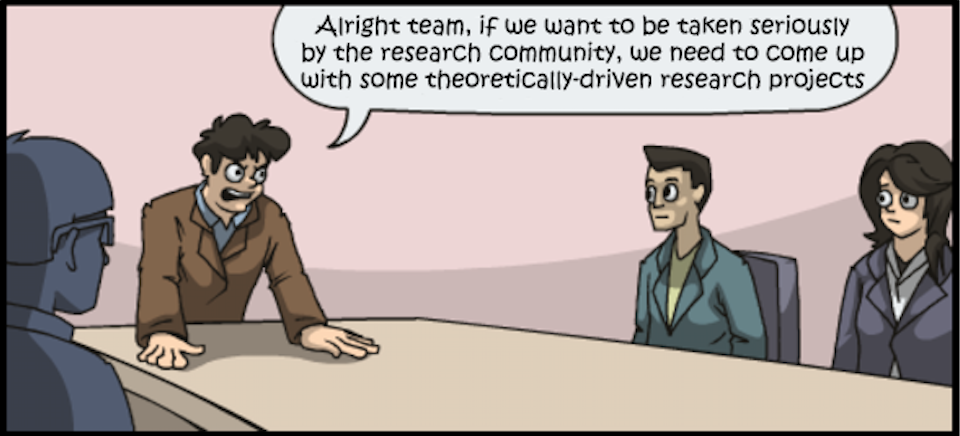 Alright team, if we want to be taken seriously
by the research community, we need to come up
with some theoretically-driven research projects